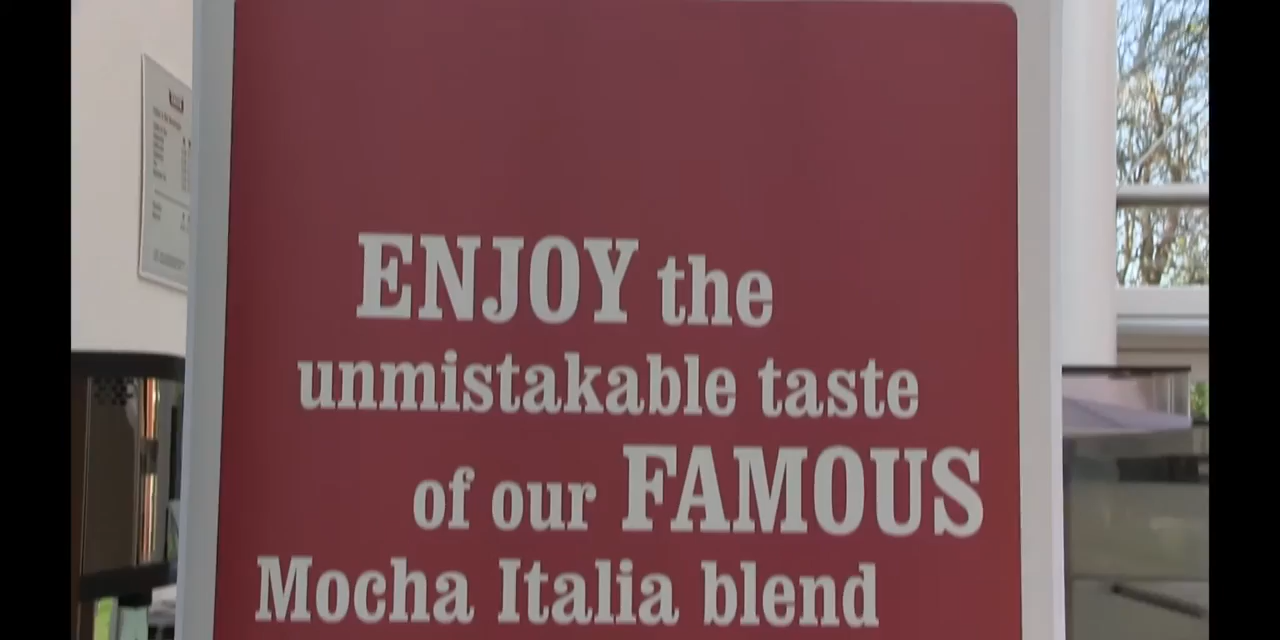 ENJOY the
unmistakable taste
of our FAMOUS
Mocha Italia blend